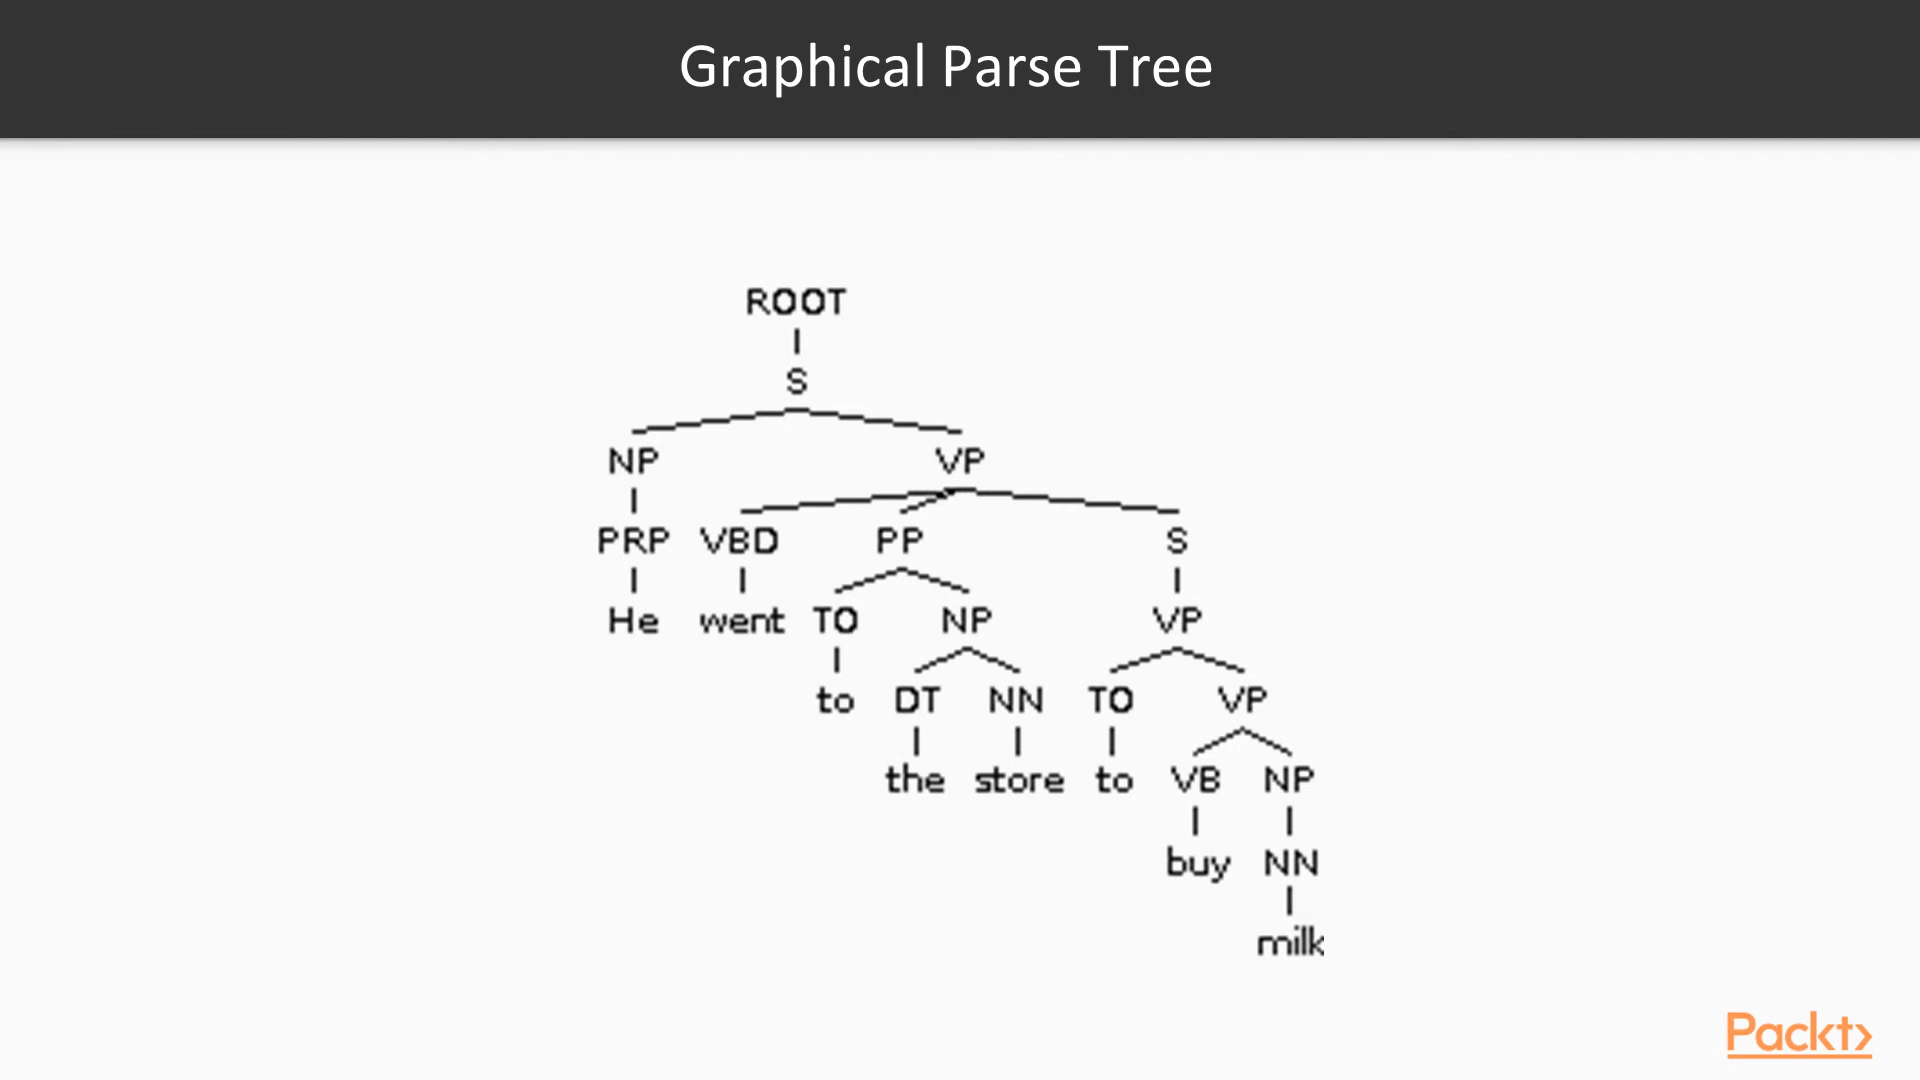 Graphical Parse Tree
ROOT
S
NP VP
PRP VBD PP S
He went TO NP VP
to DT NN TO VP
the store to VB NP
buy NN
milk
Packt>